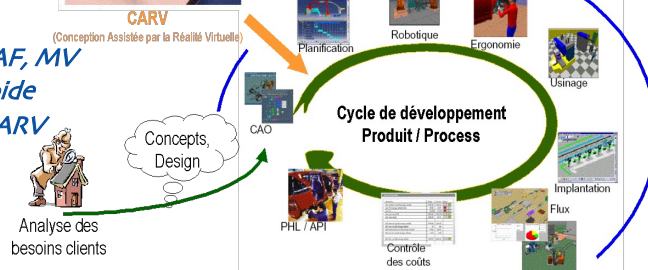 CARV
(Conception Assistée par la Réalité Virtuelle)
AF, MV
ide
ARV
Planification
Robotique
Ergonomie
Usinage
CAO
Cycle de développement
Produit / Process
Concepts,
Design
Implantation
Flux
PHL / API
Contrôle
des coûts
Analyse des
besoins clients